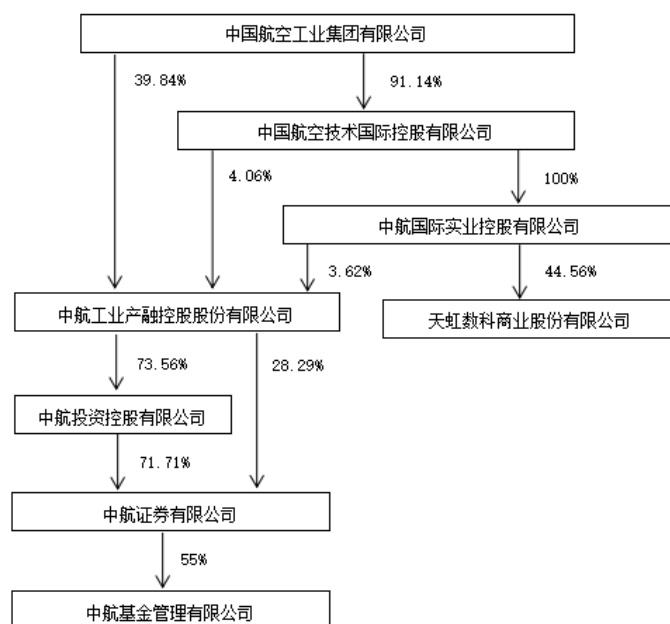 中国航空工业集团有限公司
39.84%
91.14%
中国航空技术国际控股有限公司
4.06%
100%
中航国际实业控股有限公司
3.62%
44.56%
中航工业产融控股股份有限公司
天虹数科商业股份有限公司
73.56%
28.29%
中航投资控股有限公司
71.71%
中航证券有限公司
55%
中航基金管理有限公司